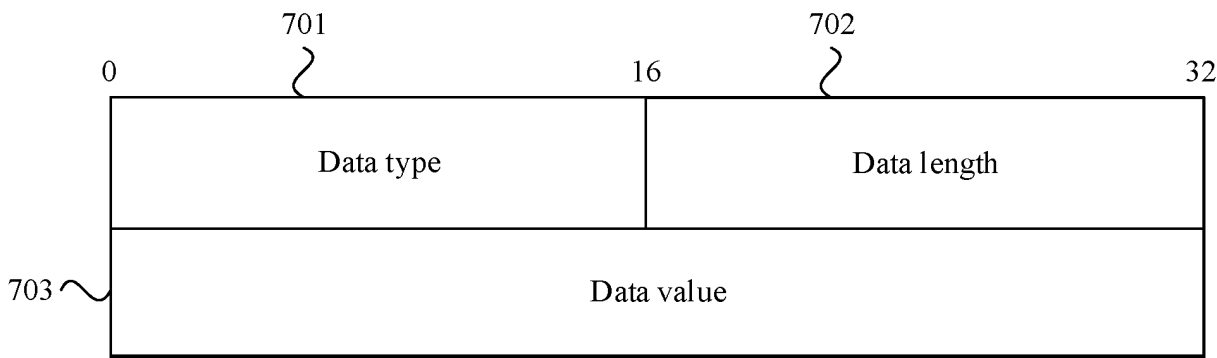 701 702
0 16 32
Data type Data length
703 Data value